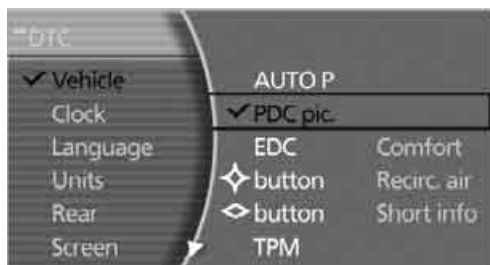 DTC
✓ Vehicle
Clock
Language
Units
Rear
Screen
AUTO P
✓ PDC pic.
EDC Comfort
button Recirc. air
button Short info
TPM